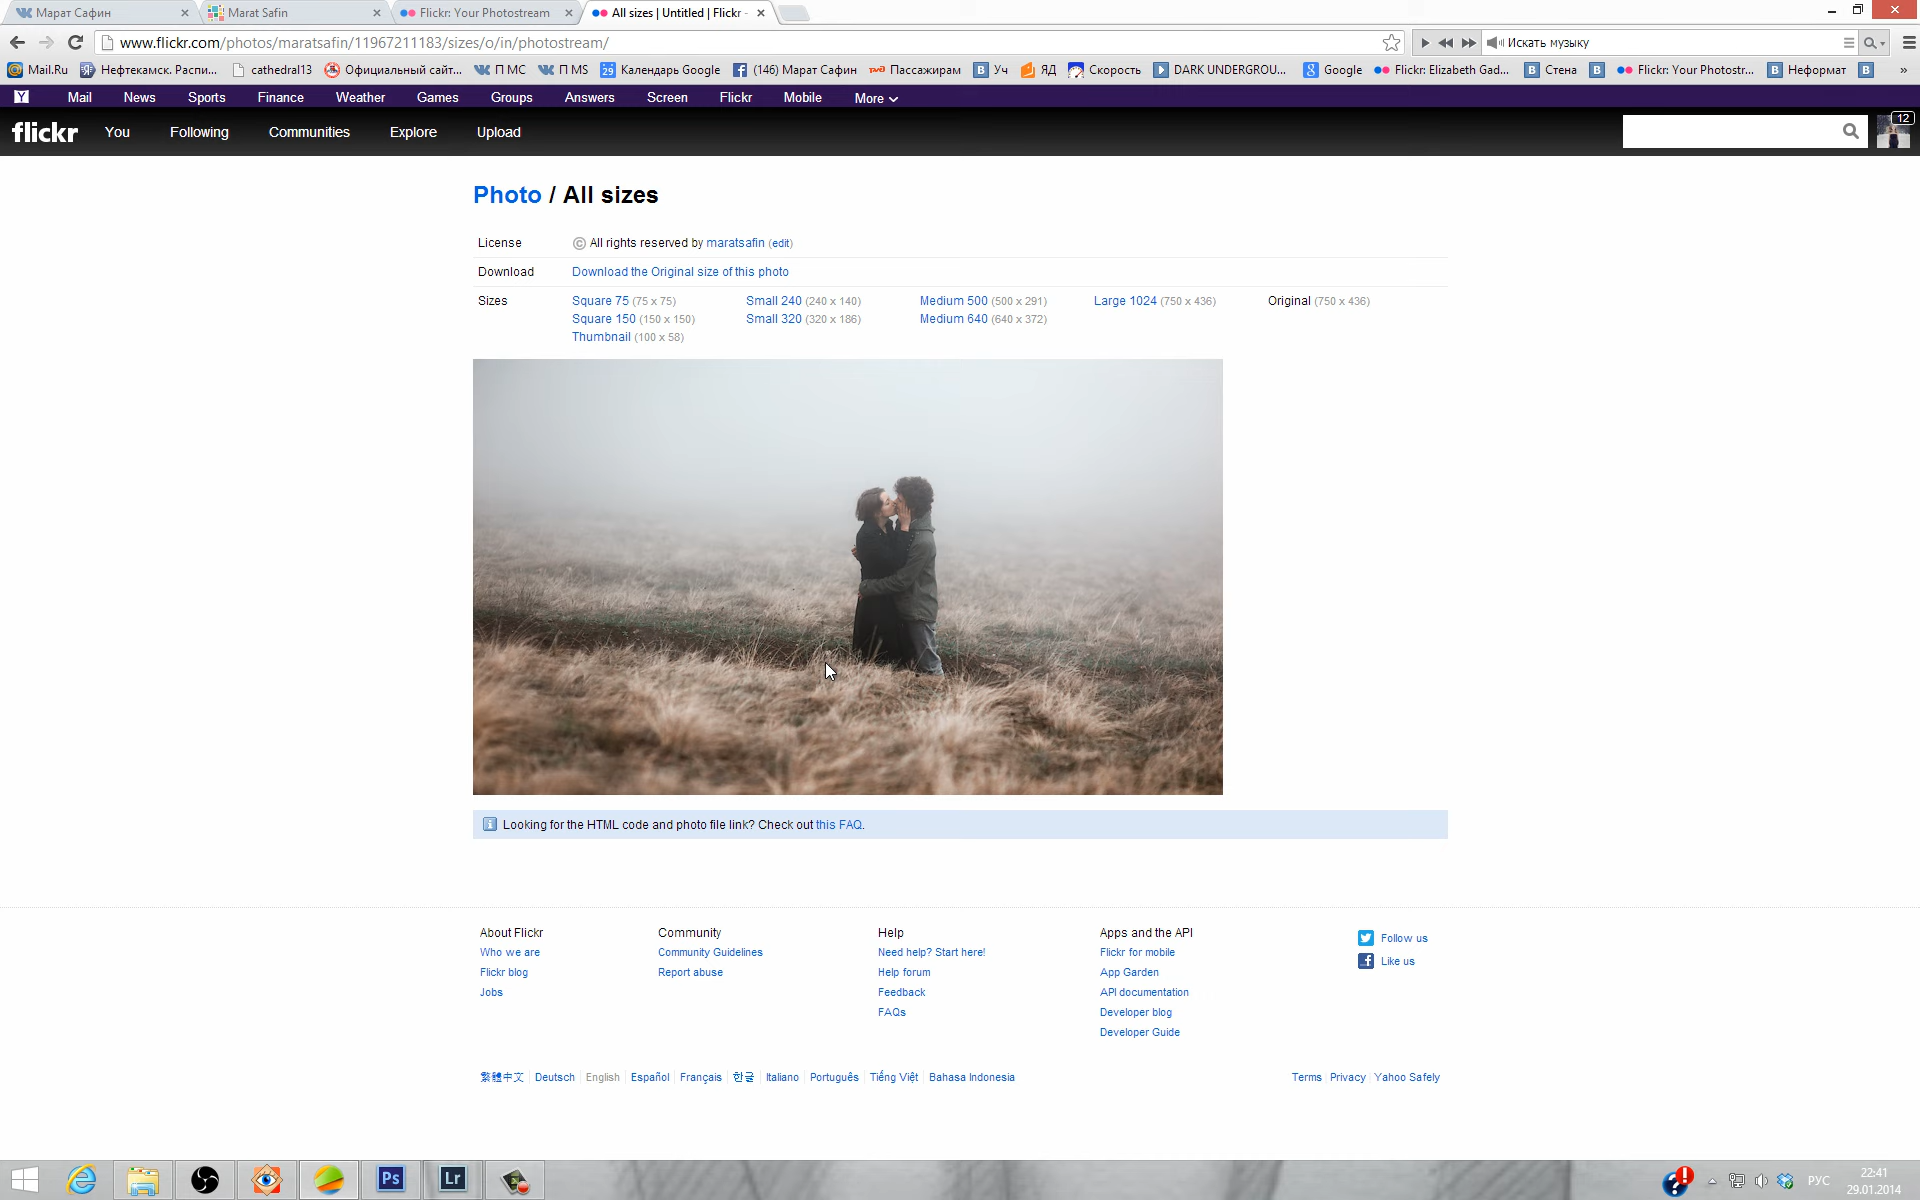 Марат Сафин
Marat Safin
Flickr: Your Photostream
All sizes | Untitled | Flickr -
www.flickr.com/photos/maratsafin/11967211183/sizes/o/in/photostream/
Искать музыку
Mail.Ru
Нефтекамск. Распи...
cathedral13
Официальный сайт...
П МС
П MS
29
Календарь Google
(146) Марат Сафин
Пассажирам
В Уч
ЯД
Скорость
DARK UNDERGROU...
Google
Flickr: Elizabeth Gad...
В Стена
В
Flickr: Your Photostr...
В Неформат
В
»
Y! Mail News Sports Finance Weather Games Groups Answers Screen Flickr Mobile More
flickr You Following Communities Explore Upload
12
Photo / All sizes
License © All rights reserved by maratsafin (edit)
Download Download the Original size of this photo
Sizes Square 75 (75 x 75) Small 240 (240 x 140) Medium 500 (500 x 291) Large 1024 (750 x 436) Original (750 x 436)
Square 150 (150 x 150) Small 320 (320 x 186) Medium 640 (640 x 372)
Thumbnail (100 x 58)
Looking for the HTML code and photo file link? Check out this FAQ.
About Flickr
Who we are
Flickr blog
Jobs
Community
Community Guidelines
Report abuse
Help
Need help? Start here!
Help forum
Feedback
FAQs
Apps and the API
Flickr for mobile
App Garden
API documentation
Developer blog
Developer Guide
Follow us
Like us
繁體中文 Deutsch English Español Français 한글 Italiano Português Tiếng Việt Bahasa Indonesia
Terms Privacy Yahoo Safely
Ps
Lr
РУС
22:41
29.01.2014